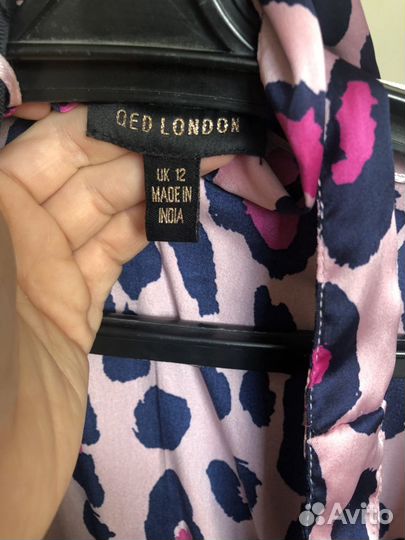 QED LONDON
UK 12
MADE IN
INDIA
Avito